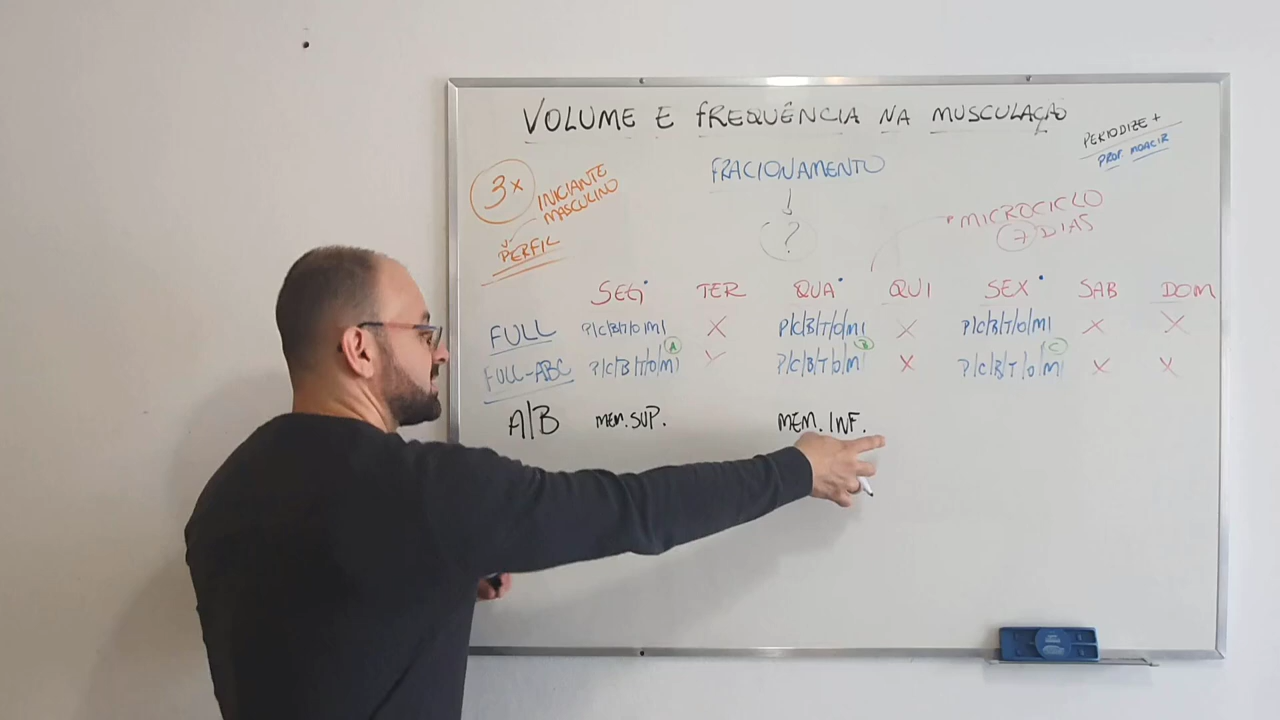 VOLUME E FREQUÊNCIA NA MUSCULAÇÃO
PERIODIZE +
PROF. MOACIR
FRACIONAMENTO
?
3x
INICIANTE
MASCULINO
PERFIL
MICROCICLO
7 DIAS
SEG TER QUA QUI SEX SAB DOM
FULL P/C/B/T/O/M/ X P/C/B/T/O/M/ X P/C/B/T/O/M/ X X
FULL-ABC P/C/B/T/O/M/ A X P/C/B/T/O/M/ B X P/C/B/T/O/M/ C X X
A/B MEM. SUP. MEM. INF.